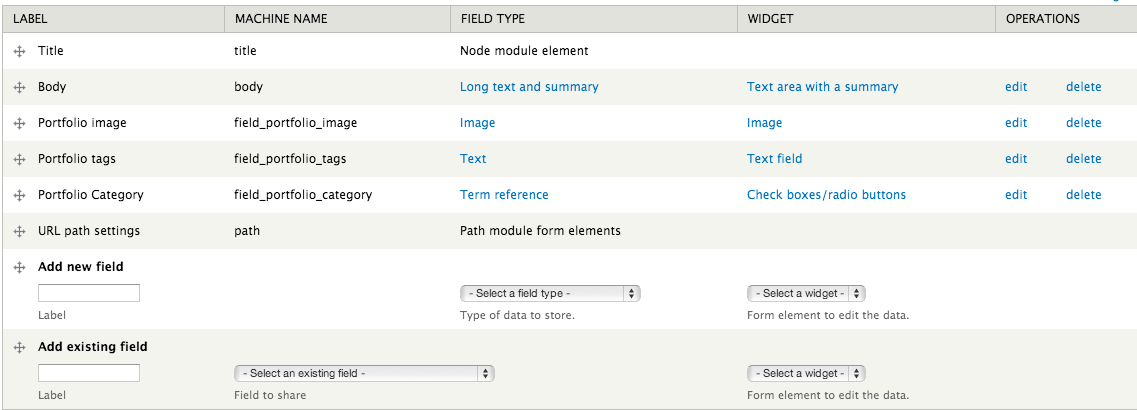 LABEL MACHINE NAME FIELD TYPE WIDGET OPERATIONS
Title title Node module element
Body body Long text and summary Text area with a summary edit delete
Portfolio image field_portfolio_image Image Image edit delete
Portfolio tags field_portfolio_tags Text Text field edit delete
Portfolio Category field_portfolio_category Term reference Check boxes/radio buttons edit delete
URL path settings path Path module form elements
Add new field
- Select a field type - - Select a widget -
Label Type of data to store. Form element to edit the data.
Add existing field
- Select an existing field - - Select a widget -
Label Field to share Form element to edit the data.